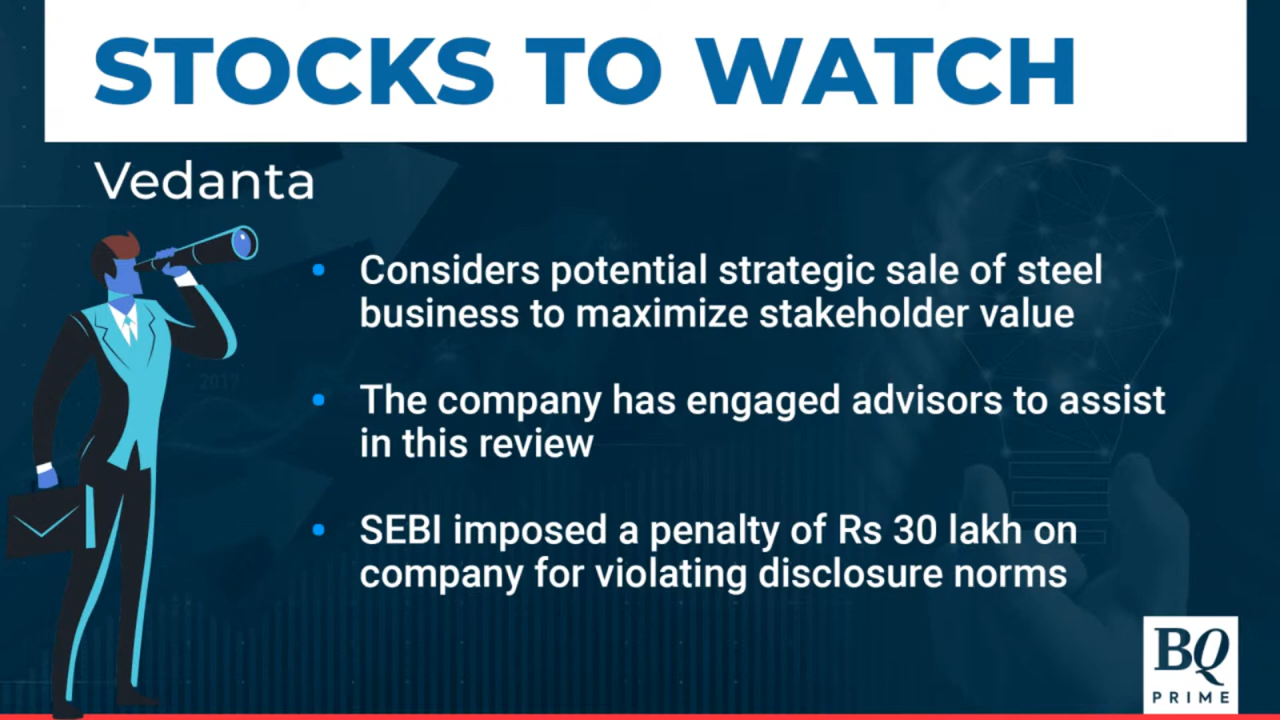 STOCKS TO WATCH
Vedanta
Considers potential strategic sale of steel
business to maximize stakeholder value
The company has engaged advisors to assist
in this review
SEBI imposed a penalty of Rs 30 lakh on
company for violating disclosure norms
2017
BQ
PRIME